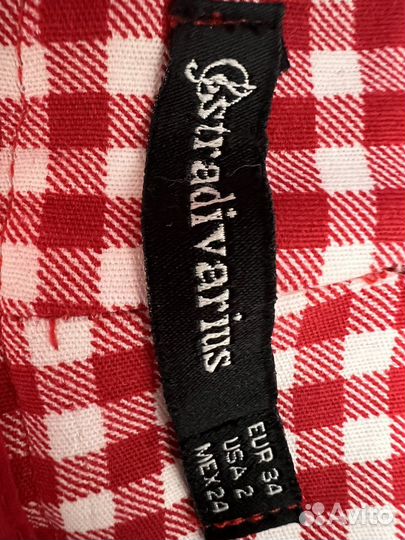 stradivarius
EUR 34
USA 2
MEX 24
Avito